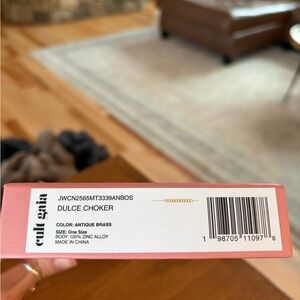 cult gaia
JWCN2565MT3339ANBOS
DULCE CHOKER
COLOR: ANTIQUE BRASS
SIZE: One Size
BODY: 100% ZINC ALLOY
MADE IN CHINA
1 98705 11097 8